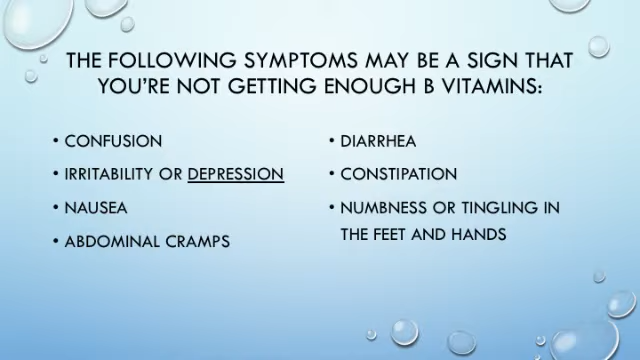 THE FOLLOWING SYMPTOMS MAY BE A SIGN THAT
YOU’RE NOT GETTING ENOUGH B VITAMINS:
• CONFUSION
• IRRITABILITY OR DEPRESSION
• NAUSEA
• ABDOMINAL CRAMPS
• DIARRHEA
• CONSTIPATION
• NUMBNESS OR TINGLING IN
THE FEET AND HANDS